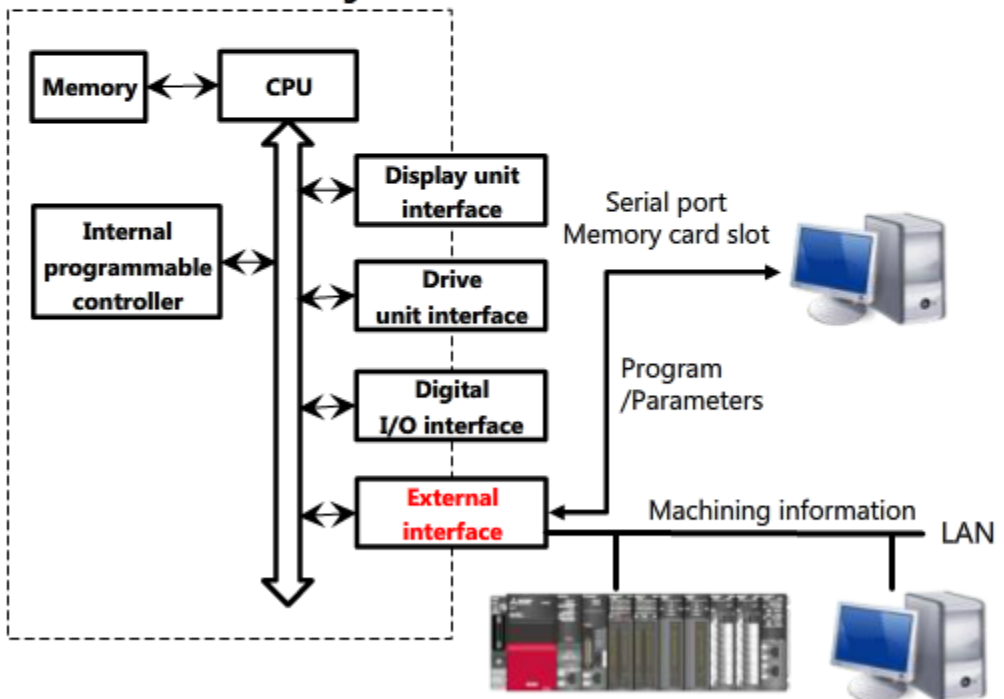 Memory
CPU
Display unit
interface
Internal
programmable
controller
Drive
unit interface
Digital
I/O interface
External
interface
Serial port
Memory card slot
Program
/Parameters
Machining information
LAN